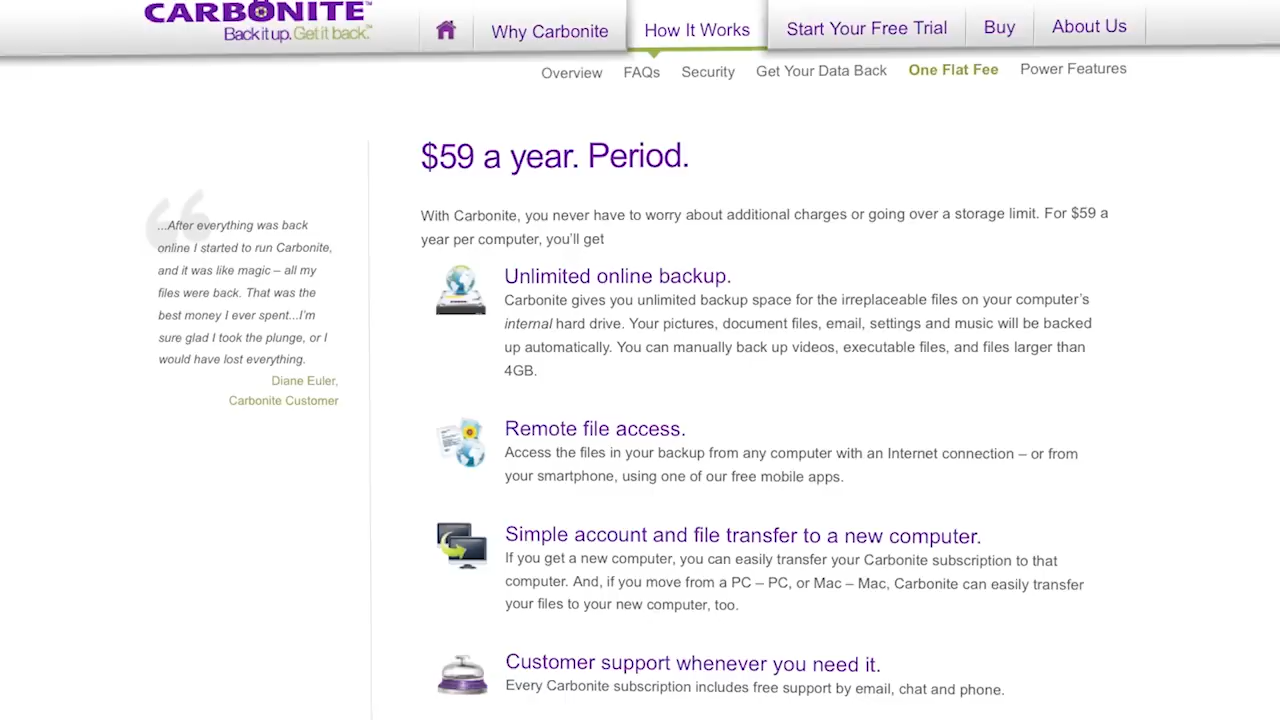 CARBONITE™
Back it up. Get it back.™
Why Carbonite
How It Works
Start Your Free Trial
Buy
About Us
Overview
FAQs
Security
Get Your Data Back
One Flat Fee
Power Features
$59 a year. Period.
With Carbonite, you never have to worry about additional charges or going over a storage limit. For $59 a
year per computer, you'll get
...After everything was back
online I started to run Carbonite,
and it was like magic – all my
files were back. That was the
best money I ever spent...I'm
sure glad I took the plunge, or I
would have lost everything.
Diane Euler,
Carbonite Customer
Unlimited online backup.
Carbonite gives you unlimited backup space for the irreplaceable files on your computer's
internal hard drive. Your pictures, document files, email, settings and music will be backed
up automatically. You can manually back up videos, executable files, and files larger than
4GB.
Remote file access.
Access the files in your backup from any computer with an Internet connection – or from
your smartphone, using one of our free mobile apps.
Simple account and file transfer to a new computer.
If you get a new computer, you can easily transfer your Carbonite subscription to that
computer. And, if you move from a PC – PC, or Mac – Mac, Carbonite can easily transfer
your files to your new computer, too.
Customer support whenever you need it.
Every Carbonite subscription includes free support by email, chat and phone.